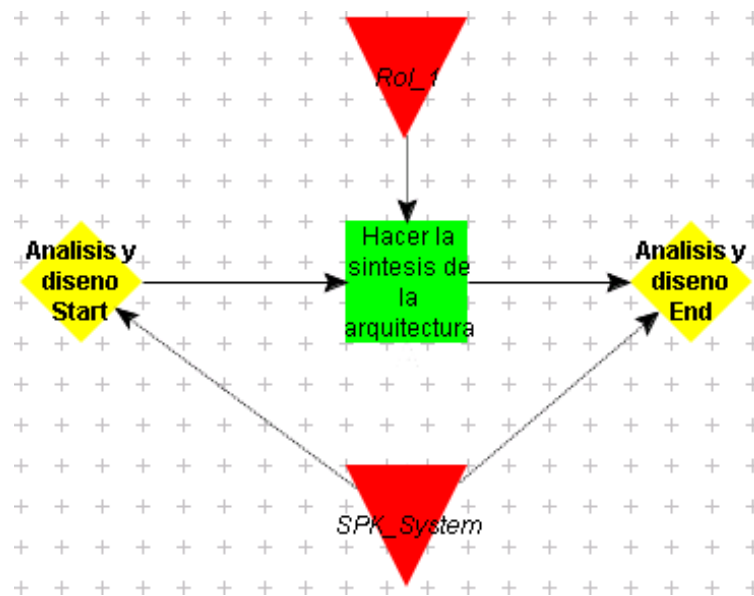 Rol_1
Analisis y
diseno
Start
Hacer la
sintesis de
la
arquitectura
Analisis y
diseno
End
SPK_System